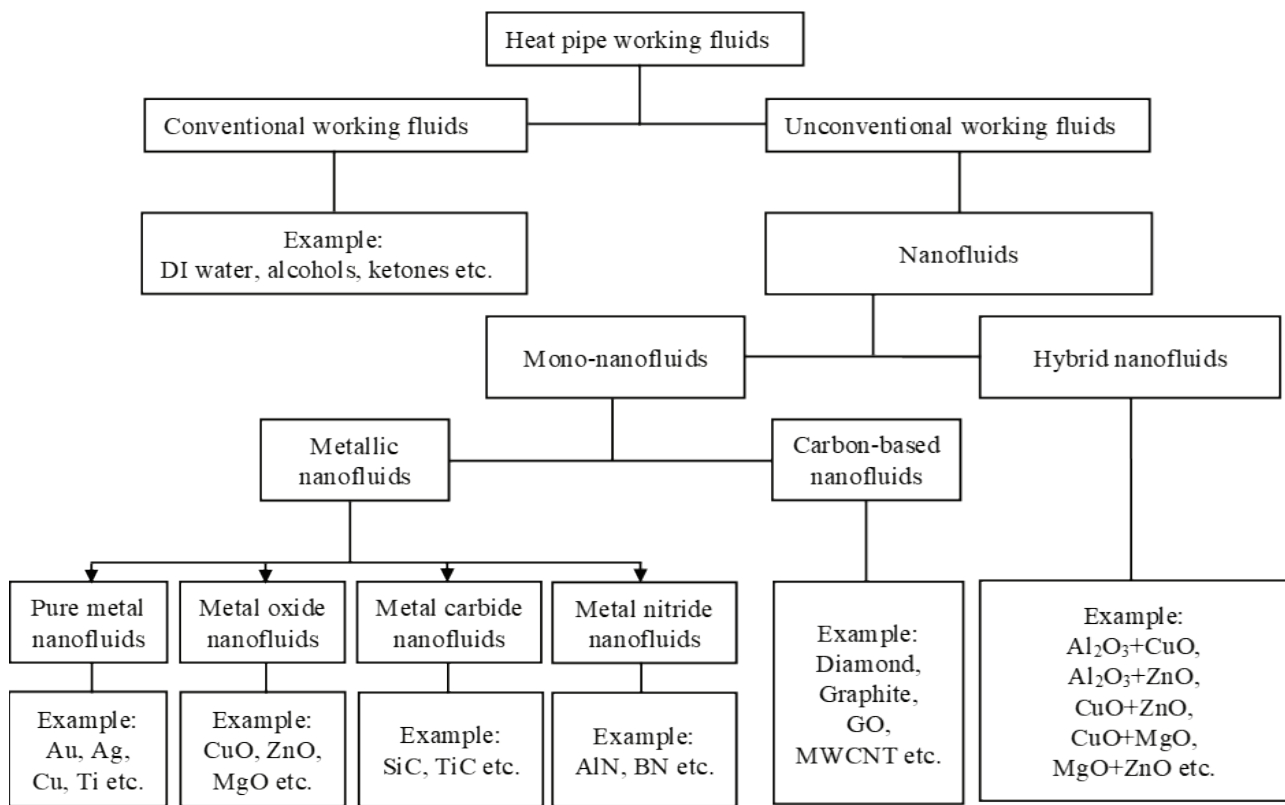 Heat pipe working fluids
Conventional working fluids
Unconventional working fluids
Example:
DI water, alcohols, ketones etc.
Nanofluids
Mono-nanofluids
Hybrid nanofluids
Metallic
nanofluids
Carbon-based
nanofluids
Pure metal
nanofluids
Metal oxide
nanofluids
Metal carbide
nanofluids
Metal nitride
nanofluids
Example:
Au, Ag,
Cu, Ti etc.
Example:
CuO, ZnO,
MgO etc.
Example:
SiC, TiC etc.
Example:
AlN, BN etc.
Example:
Diamond,
Graphite,
GO,
MWCNT etc.
Example:
Al₂O₃+CuO,
Al₂O₃+ZnO,
CuO+ZnO,
CuO+MgO,
MgO+ZnO etc.